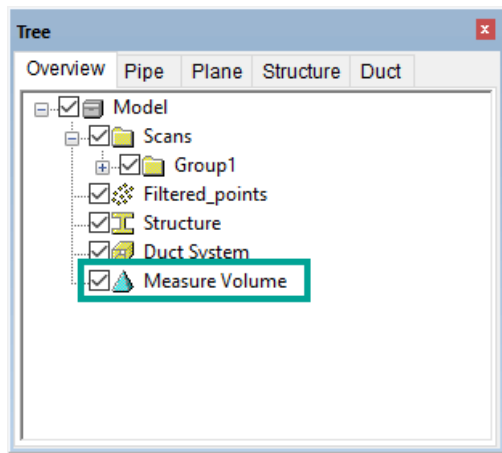 Tree
Overview Pipe Plane Structure Duct
Model
Scans
Group1
Filtered_points
Structure
Duct System
Measure Volume